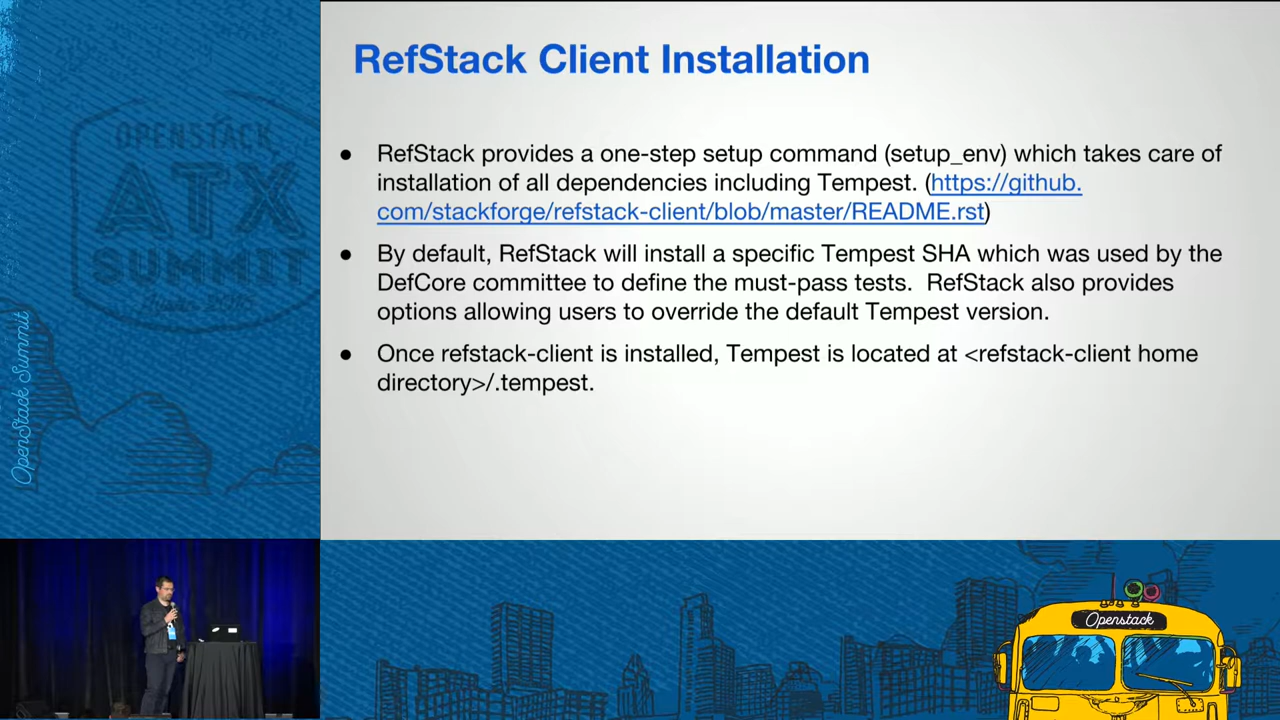 RefStack Client Installation
● RefStack provides a one-step setup command (setup_env) which takes care of
installation of all dependencies including Tempest. (https://github.
com/stackforge/refstack-client/blob/master/README.rst)
● By default, RefStack will install a specific Tempest SHA which was used by the
DefCore committee to define the must-pass tests.  RefStack also provides
options allowing users to override the default Tempest version.
● Once refstack-client is installed, Tempest is located at <refstack-client home
directory>/.tempest.
OPENSTACK
ATX
SUMMIT
OpenStack Summit
Openstack